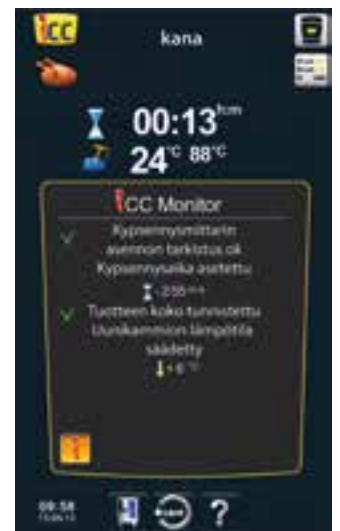 iCC
kana
00:13 h:m
24°C 88°C
iCC Monitor
Kypsennysmittarin
asennon tarkistus ok
Kypsennysaika asetettu
Tuotteen koko tunnistettu
Uunikammion lämpötila
säädetty
09:58
?